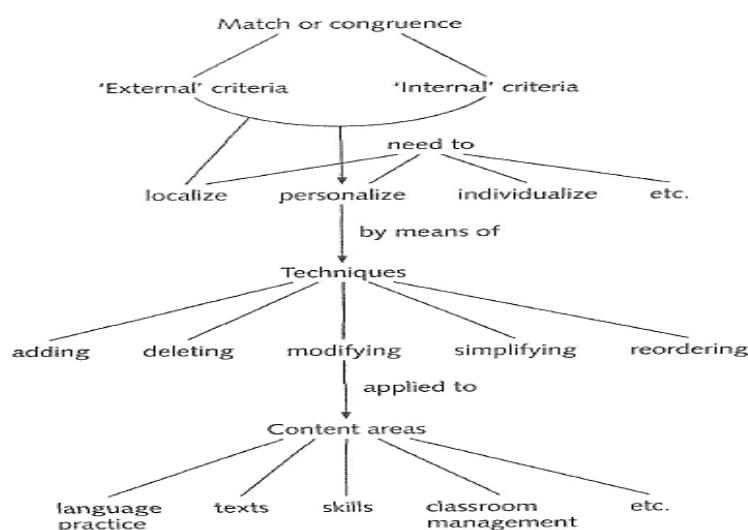 Match or congruence
'External' criteria 'Internal' criteria
need to
localize personalize individualize etc.
by means of
Techniques
adding deleting modifying simplifying reordering
applied to
Content areas
language texts skills classroom etc.
practice management